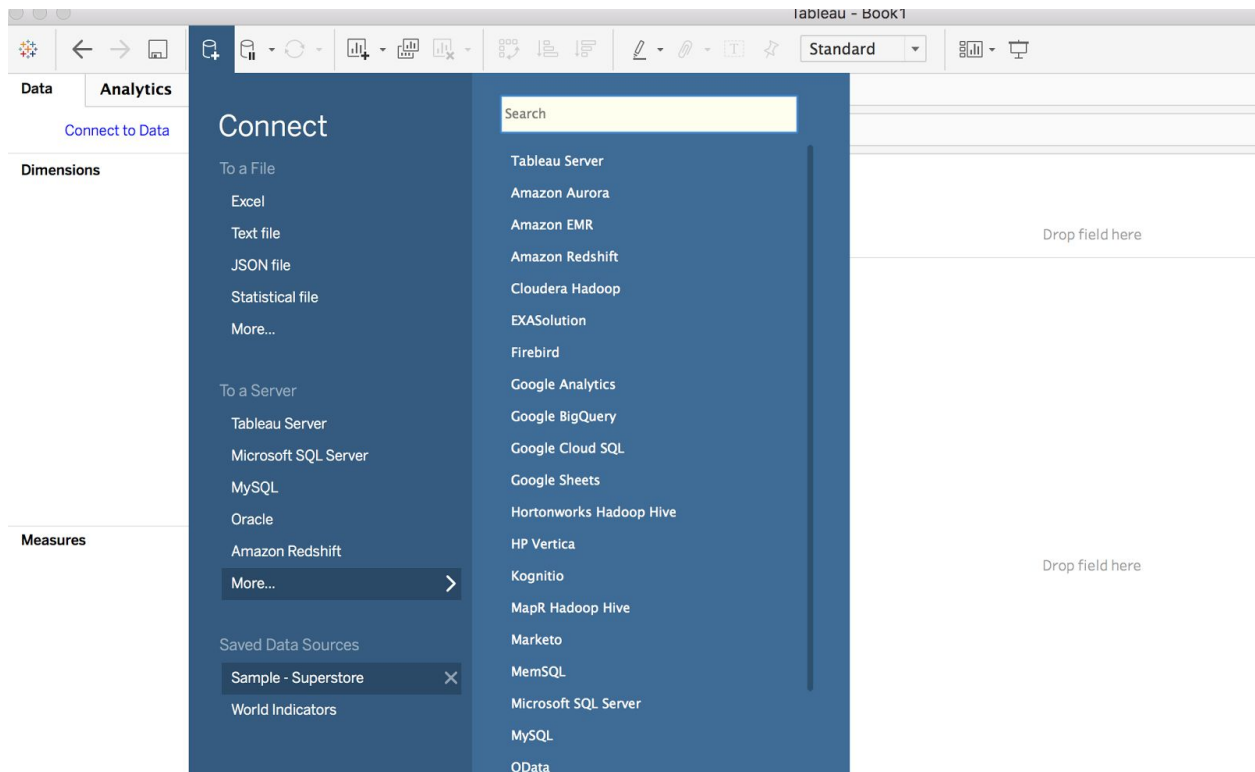 Tableau - Book1
Standard
Data
Analytics
Connect to Data
Dimensions
Measures
Connect
To a File
Excel
Text file
JSON file
Statistical file
More...
To a Server
Tableau Server
Microsoft SQL Server
MySQL
Oracle
Amazon Redshift
More...
Saved Data Sources
Sample - Superstore
World Indicators
Search
Tableau Server
Amazon Aurora
Amazon EMR
Amazon Redshift
Cloudera Hadoop
EXASolution
Firebird
Google Analytics
Google BigQuery
Google Cloud SQL
Google Sheets
Hortonworks Hadoop Hive
HP Vertica
Kognitio
MapR Hadoop Hive
Marketo
MemSQL
Microsoft SQL Server
MySQL
OData
Drop field here
Drop field here